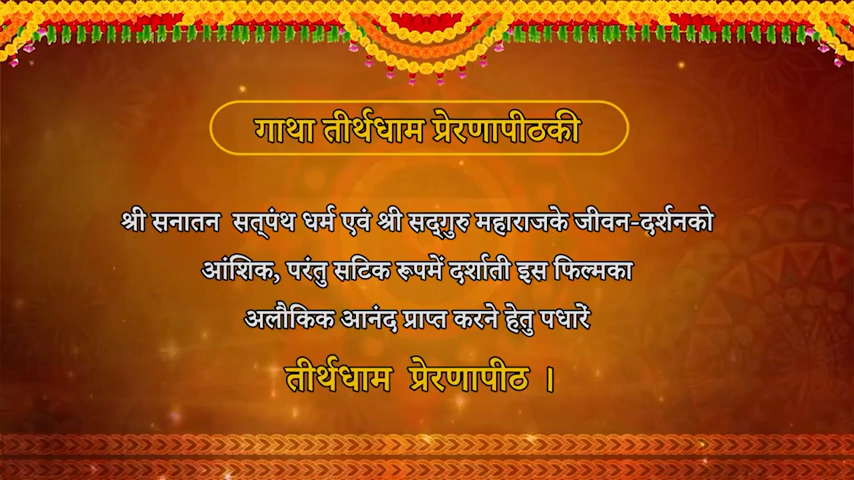 गाथा तीर्थधाम प्रेरणापीठकी
श्री सनातन सत्‌पंथ धर्म एवं श्री सद्‌गुरु महाराजके जीवन-दर्शनको
आंशिक, परंतु सटिक रूपमें दर्शाती इस फिल्मका
अलौकिक आनंद प्राप्त करने हेतु पधारें
तीर्थधाम प्रेरणापीठ ।